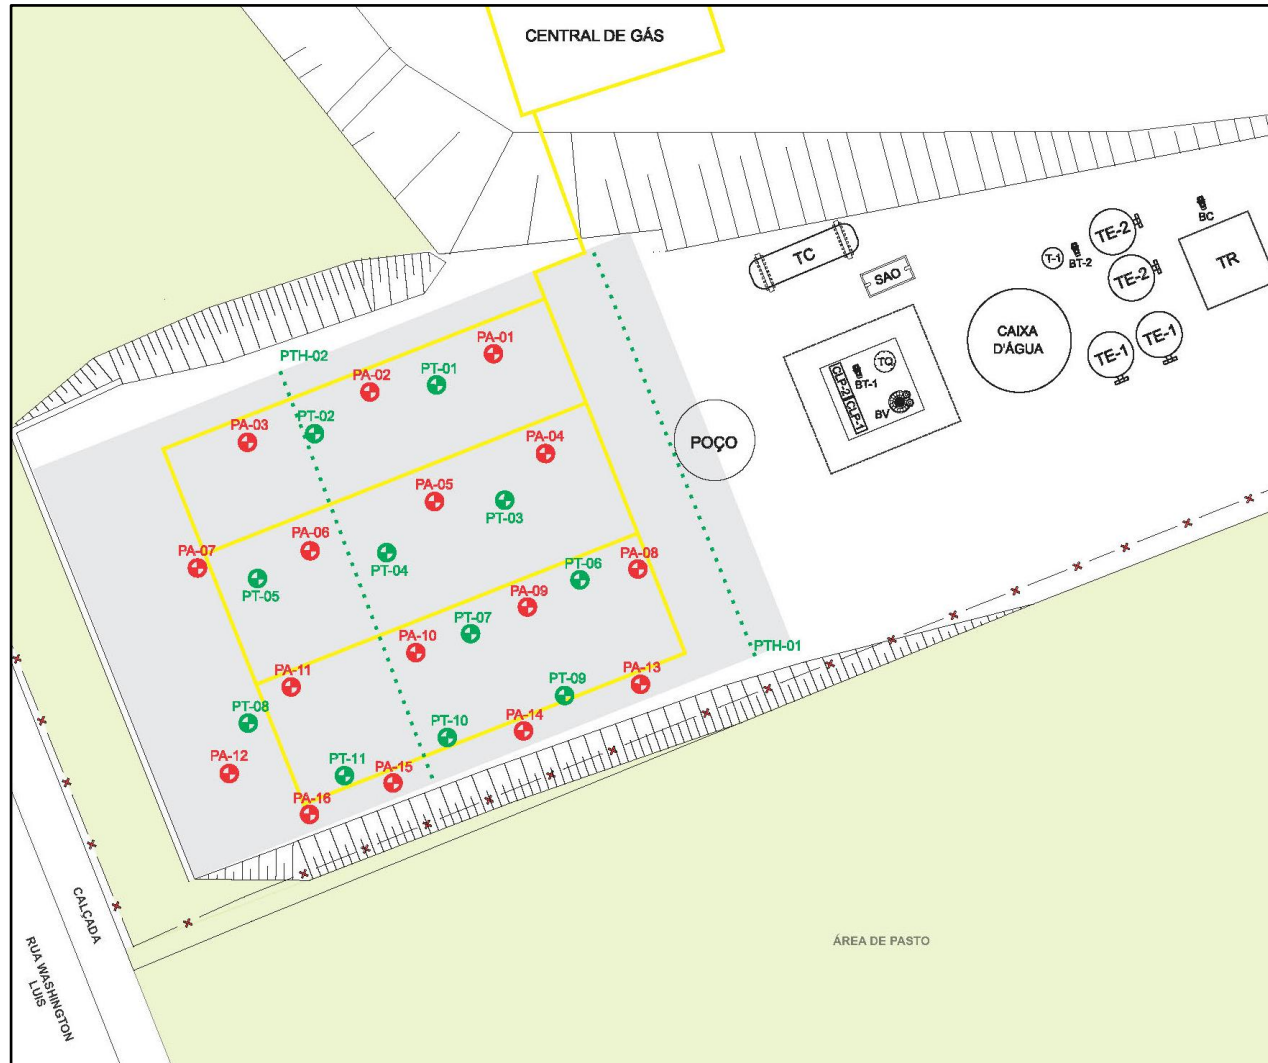 CENTRAL DE GÁS
BC
TE-2
T-1
BT-2
TE-2
TR
TC
SAO
CAIXA
D'ÁGUA
TE-1
TE-1
PTH-02
PA-01
PA-02
PT-01
PA-03
PT-02
TQ
BT-1
CLP-2
CLP-1
BV
POÇO
PA-04
PA-05
PT-03
PA-06
PT-04
PA-07
PT-05
PA-08
PT-06
PA-09
PT-07
PA-10
PTH-01
PA-11
PA-13
PT-09
PT-08
PT-10
PA-14
PA-12
PT-11
PA-15
PA-16
CALÇADA
RUA WASHINGTON
LUIS
ÁREA DE PASTO